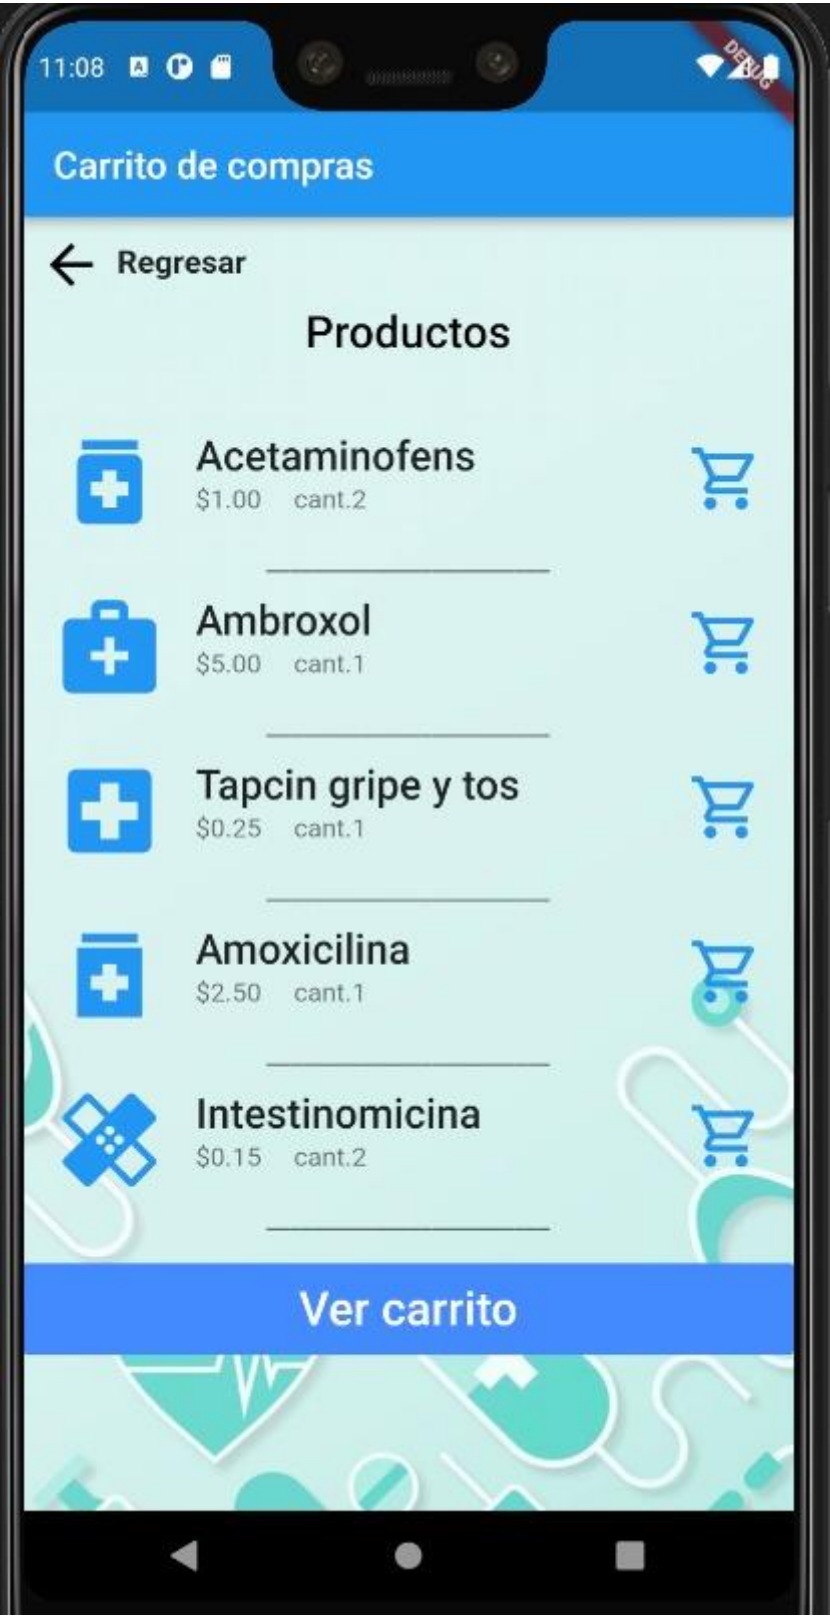 11:08
DEBUG
Carrito de compras
Regresar
Productos
Acetaminofens
$1.00 cant.2
Ambroxol
$5.00 cant.1
Tapcin gripe y tos
$0.25 cant.1
Amoxicilina
$2.50 cant.1
Intestinomicina
$0.15 cant.2
Ver carrito